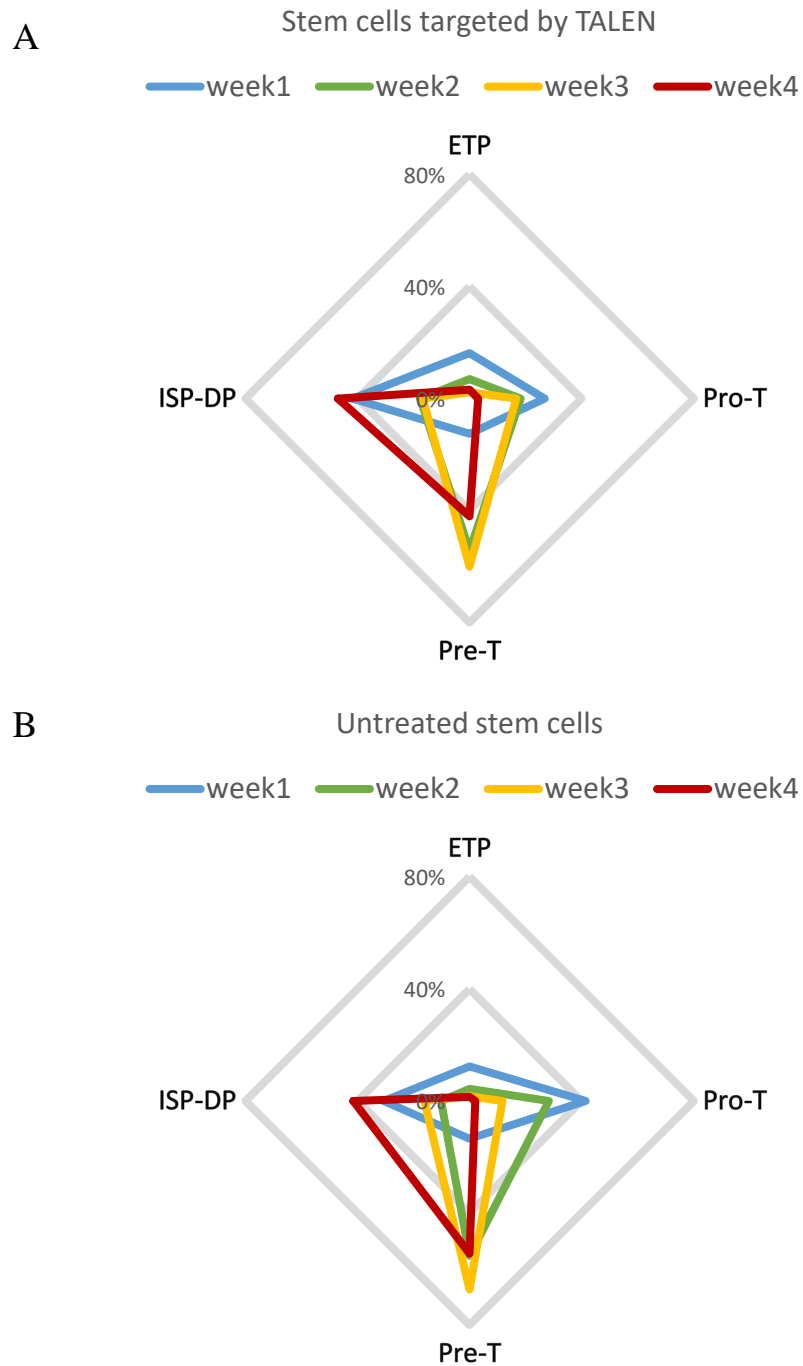 A
Stem cells targeted by TALEN
week1 week2 week3 week4
ETP
80%
40%
ISP-DP 0% Pro-T
Pre-T
B
Untreated stem cells
week1 week2 week3 week4
ETP
80%
40%
ISP-DP 0% Pro-T
Pre-T